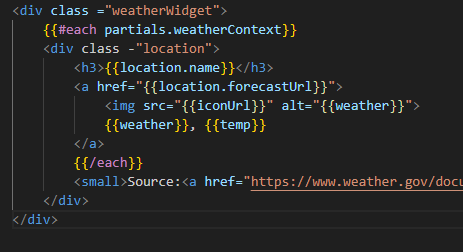 <div class ="weatherWidget">
{{#each partials.weatherContext}}
<div class -"location">
<h3>{{location.name}}</h3>
<a href="{{location.forecastUrl}}">
<img src="{{iconUrl}}" alt="{{weather}}">
{{weather}}, {{temp}}
</a>
{{/each}}
<small>Source:<a href="https://www.weather.gov/docu
</div>
</div>